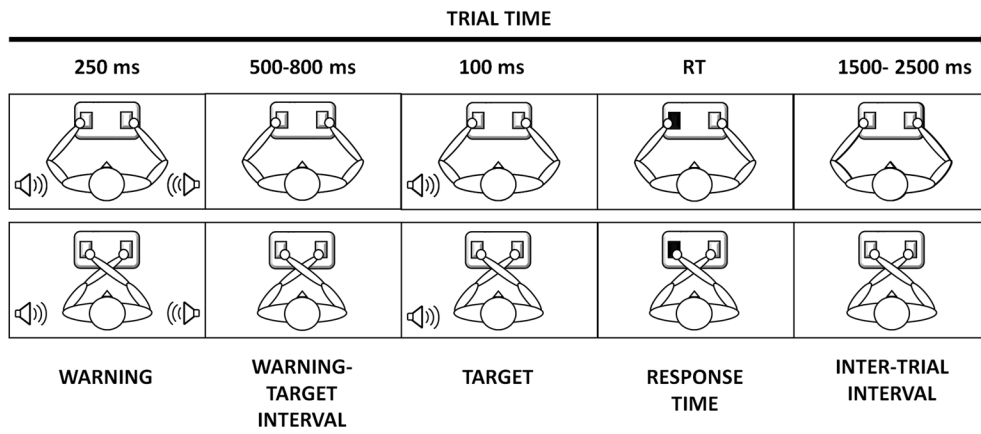 TRIAL TIME
250 ms
500-800 ms
100 ms
RT
1500- 2500 ms
WARNING
WARNING-
TARGET
INTERVAL
TARGET
RESPONSE
TIME
INTER-TRIAL
INTERVAL